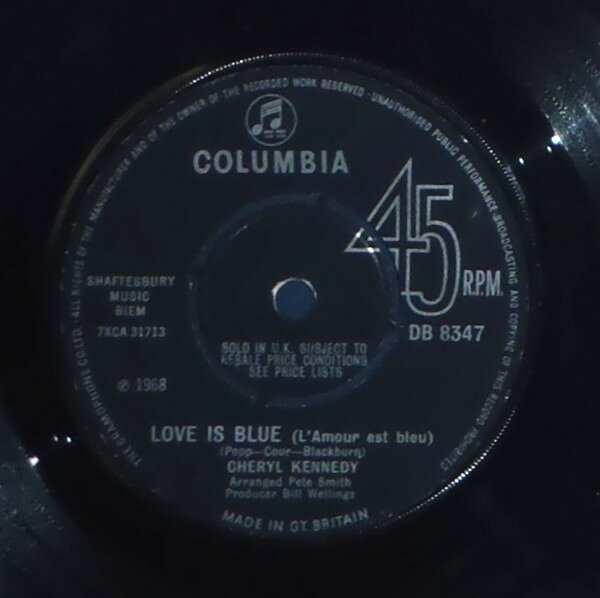 THE GRAMOPHONE CO. LTD. · ALL RIGHTS OF THE MANUFACTURER AND OF THE OWNER OF THE RECORDED WORK RESERVED · UNAUTHORISED PUBLIC PERFORMANCE · BROADCASTING AND COPYING OF THIS RECORD PROHIBITED
COLUMBIA
45
R.P.M.
SHAFTESBURY
MUSIC
BIEM
7XCA 31713
DB 8347
SOLD IN U.K. SUBJECT TO
RESALE PRICE CONDITIONS
SEE PRICE LISTS
℗ 1968
LOVE IS BLUE (L'Amour est bleu)
(Popp—Cour—Blackburn)
CHERYL KENNEDY
Arranged Pete Smith
Producer Bill Wellings
MADE IN GT. BRITAIN